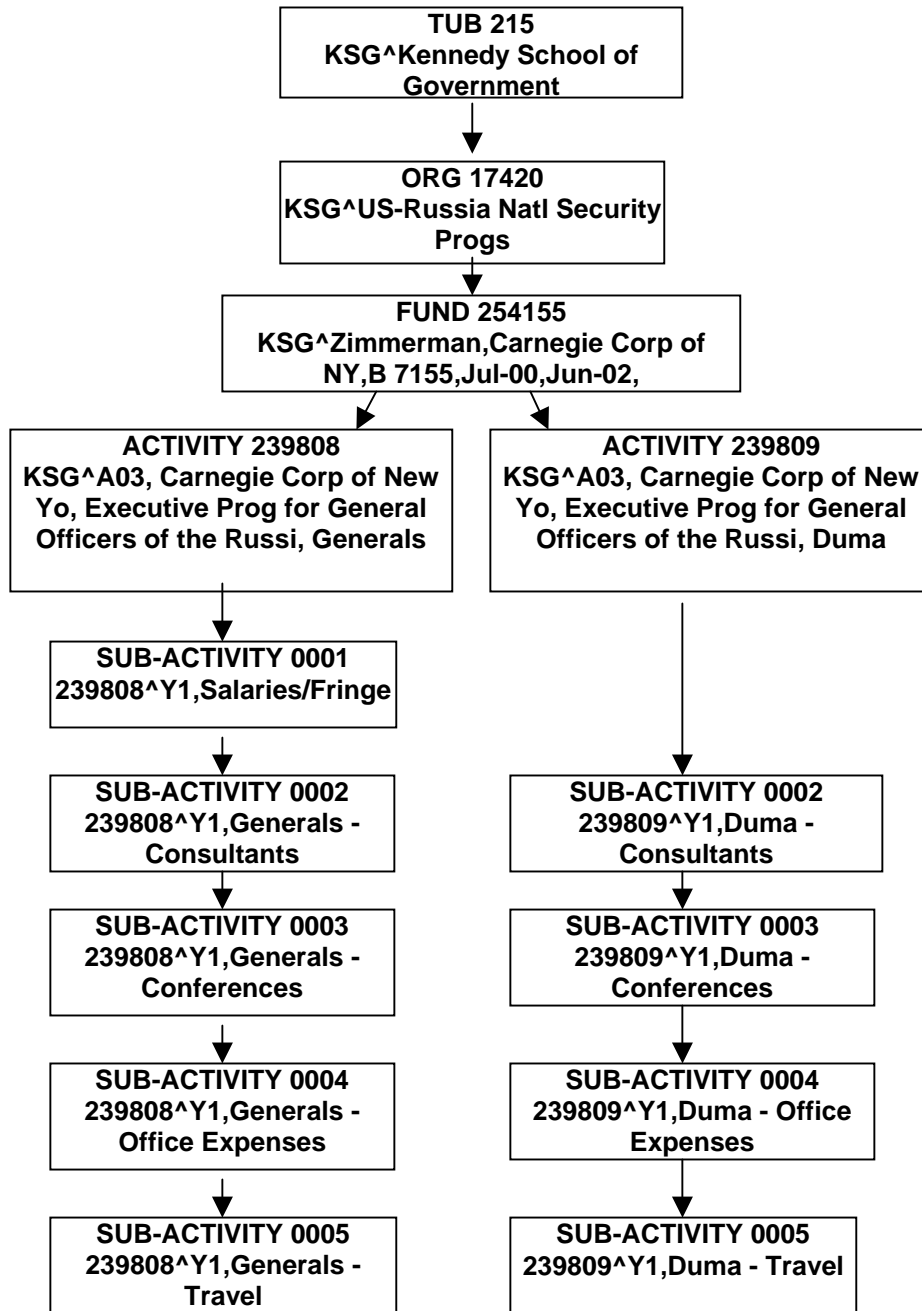 TUB 215
KSG^Kennedy School of
Government
ORG 17420
KSG^US-Russia Natl Security
Progs
FUND 254155
KSG^Zimmerman,Carnegie Corp of
NY,B 7155,Jul-00,Jun-02,
ACTIVITY 239808
KSG^A03, Carnegie Corp of New
Yo, Executive Prog for General
Officers of the Russi, Generals
ACTIVITY 239809
KSG^A03, Carnegie Corp of New
Yo, Executive Prog for General
Officers of the Russi, Duma
SUB-ACTIVITY 0001
239808^Y1,Salaries/Fringe
SUB-ACTIVITY 0002
239808^Y1,Generals -
Consultants
SUB-ACTIVITY 0002
239809^Y1,Duma -
Consultants
SUB-ACTIVITY 0003
239808^Y1,Generals -
Conferences
SUB-ACTIVITY 0003
239809^Y1,Duma -
Conferences
SUB-ACTIVITY 0004
239808^Y1,Generals -
Office Expenses
SUB-ACTIVITY 0004
239809^Y1,Duma - Office
Expenses
SUB-ACTIVITY 0005
239808^Y1,Generals -
Travel
SUB-ACTIVITY 0005
239809^Y1,Duma - Travel